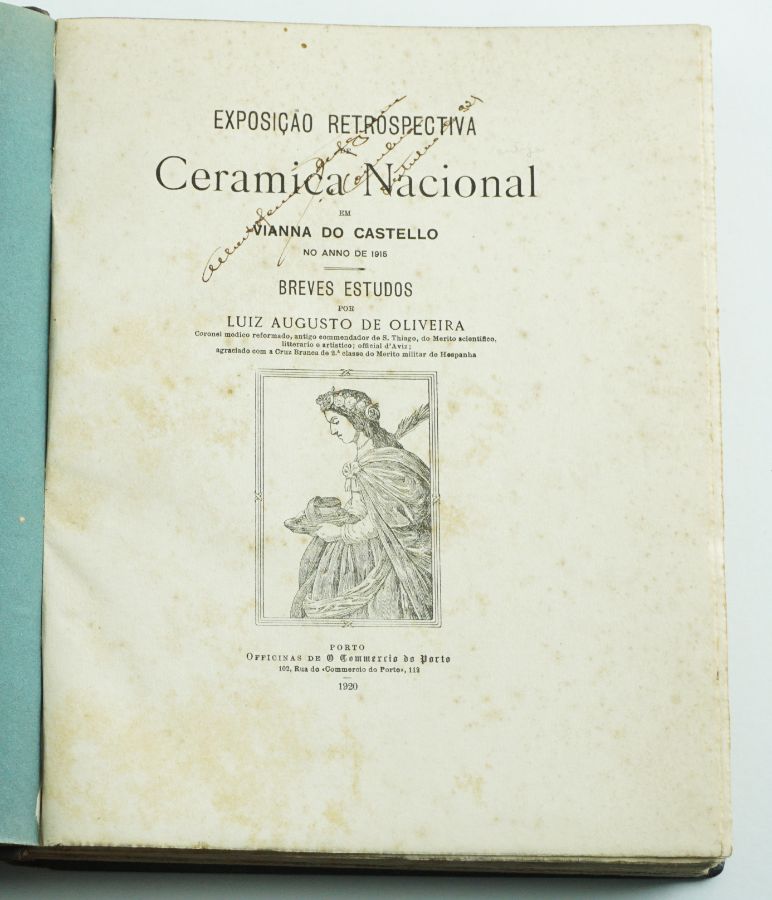 EXPOSIÇÃO RETROSPECTIVA
DE
Ceramica Nacional
EM
VIANNA DO CASTELLO
NO ANNO DE 1915
BREVES ESTUDOS
POR
LUIZ AUGUSTO DE OLIVEIRA
Coronel medico reformado, antigo commendador de S. Thiago, do Merito scientifico,
litterario e artistico; official d'Aviz;
agraciado com a Cruz Branca de 2.ª classe do Merito militar de Hespanha
PORTO
OFFICINAS DE O Commercio do Porto
102, Rua do «Commercio do Porto», 112
1920